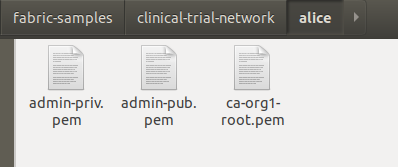 fabric-samples clinical-trial-network alice
admin-priv. admin-pub. ca-org1-
pem pem root.pem